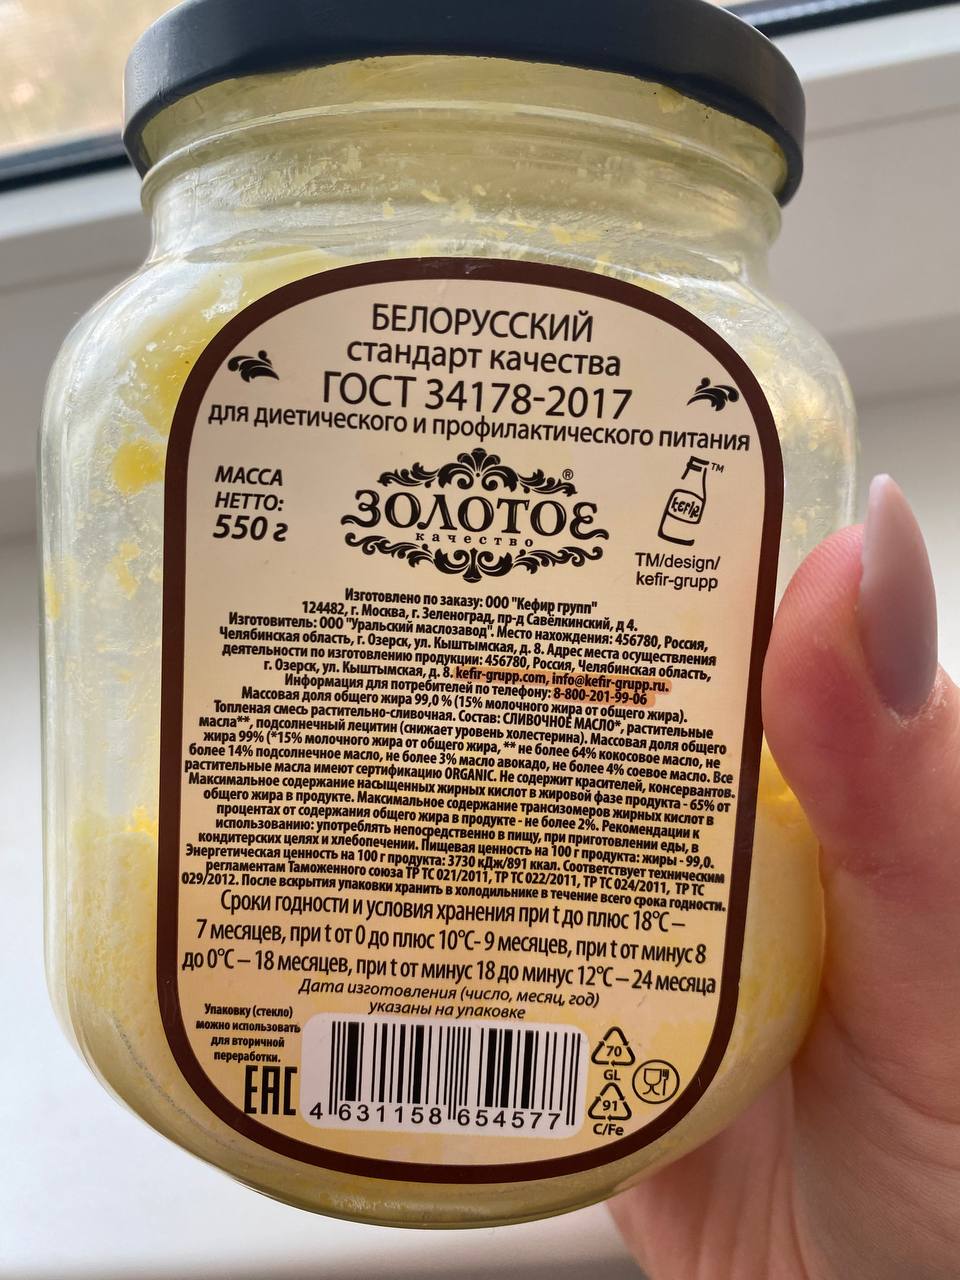 БЕЛОРУССКИЙ
стандарт качества
ГОСТ 34178-2017
для диетического и профилактического питания
МАССА
НЕТТО:
550 г
ЗОЛОТОЕ
®
качество
TM
kefir
TM/design/
kefir-grupp
Изготовлено по заказу: ООО "Кефир групп"
124482, г. Москва, г. Зеленоград, пр-д Савёлкинский, д 4.
Изготовитель: ООО "Уральский маслозавод". Место нахождения: 456780, Россия,
Челябинская область, г. Озерск, ул. Кыштымская, д. 8. Адрес места осуществления
деятельности по изготовлению продукции: 456780, Россия, Челябинская область,
г. Озерск, ул. Кыштымская, д. 8. kefir-grupp.com, info@kefir-grupp.ru.
Информация для потребителей по телефону: 8-800-201-99-06
Массовая доля общего жира 99,0 % (15% молочного жира от общего жира).
Топленая смесь растительно-сливочная. Состав: СЛИВОЧНОЕ МАСЛО*, растительные
масла**, подсолнечный лецитин (снижает уровень холестерина). Массовая доля общего
жира 99% (*15% молочного жира от общего жира, ** не более 64% кокосовое масло, не
более 14% подсолнечное масло, не более 3% масло авокадо, не более 4% соевое масло. Все
растительные масла имеют сертификацию ORGANIC. Не содержит красителей, консервантов.
Максимальное содержание насыщенных жирных кислот в жировой фазе продукта - 65% от
общего жира в продукте. Максимальное содержание трансизомеров жирных кислот в
процентах от содержания общего жира в продукте - не более 2%. Рекомендации к
использованию: употреблять непосредственно в пищу, при приготовлении еды, в
кондитерских целях и хлебопечении. Пищевая ценность на 100 г продукта: жиры - 99,0.
Энергетическая ценность на 100 г продукта: 3730 кДж/891 ккал. Соответствует техническим
регламентам Таможенного союза ТР ТС 021/2011, ТР ТС 022/2011, ТР ТС 024/2011, ТР ТС
029/2012. После вскрытия упаковки хранить в холодильнике в течение всего срока годности.
Сроки годности и условия хранения при t до плюс 18°С –
7 месяцев, при t от 0 до плюс 10°С- 9 месяцев, при t от минус 8
до 0°С – 18 месяцев, при t от минус 18 до минус 12°С – 24 месяца
Дата изготовления (число, месяц, год)
указаны на упаковке
Упаковку (стекло)
можно использовать
для вторичной
переработки.
EAC
4 631158 654577
70
GL
91
C/Fe